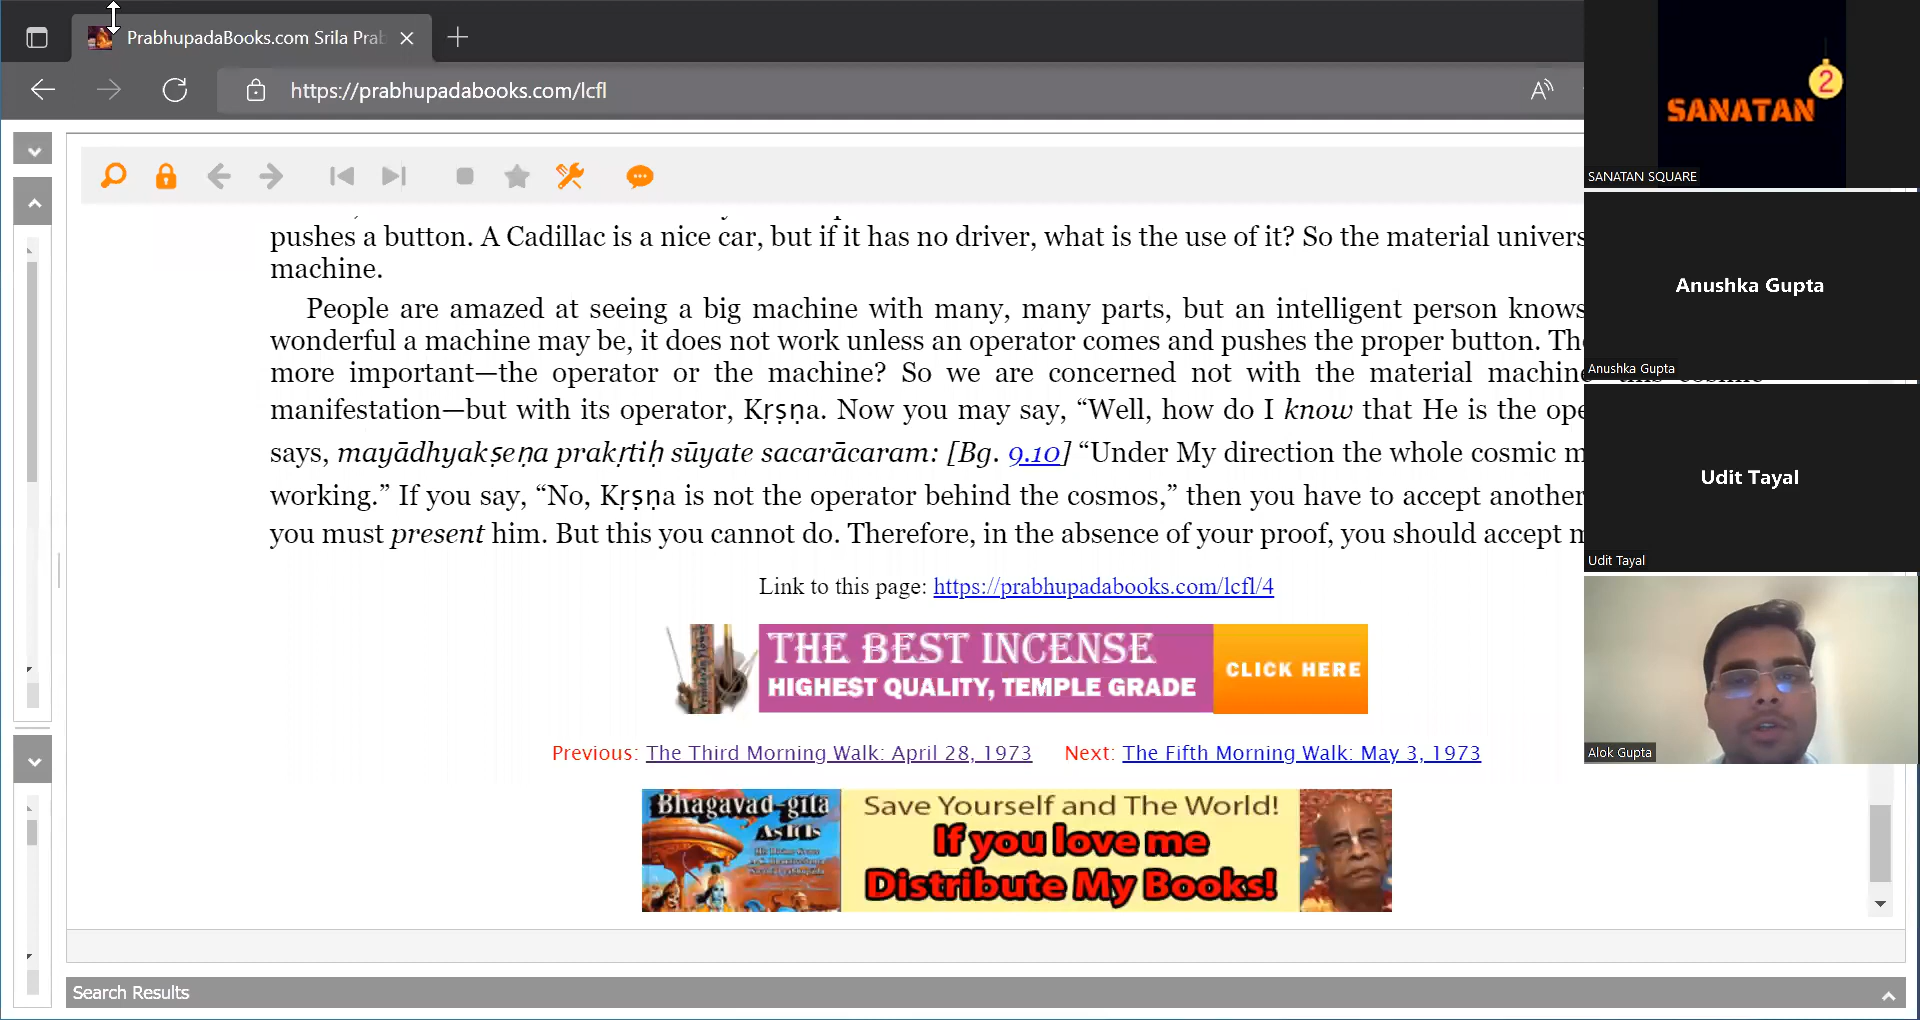 PrabhupadaBooks.com Srila Prab
https://prabhupadabooks.com/lcfl
pushes a button. A Cadillac is a nice car, but if it has no driver, what is the use of it? So the material univers
machine.
People are amazed at seeing a big machine with many, many parts, but an intelligent person knows
wonderful a machine may be, it does not work unless an operator comes and pushes the proper button. Th
more important—the operator or the machine? So we are concerned not with the material machine
manifestation—but with its operator, Kṛṣṇa. Now you may say, “Well, how do I know that He is the ope
says, mayādhyakṣeṇa prakṛtiḥ sūyate sacarācaram: [Bg. 9.10] “Under My direction the whole cosmic m
working.” If you say, “No, Kṛṣṇa is not the operator behind the cosmos,” then you have to accept another
you must present him. But this you cannot do. Therefore, in the absence of your proof, you should accept m
Link to this page: https://prabhupadabooks.com/lcfl/4
THE BEST INCENSE
HIGHEST QUALITY, TEMPLE GRADE
CLICK HERE
Previous: The Third Morning Walk: April 28, 1973 Next: The Fifth Morning Walk: May 3, 1973
Bhagavad-gita
As It Is
Save Yourself and The World!
If you love me
Distribute My Books!
Search Results
2
SANATAN
SANATAN SQUARE
Anushka Gupta
Anushka Gupta
Udit Tayal
Udit Tayal
Alok Gupta